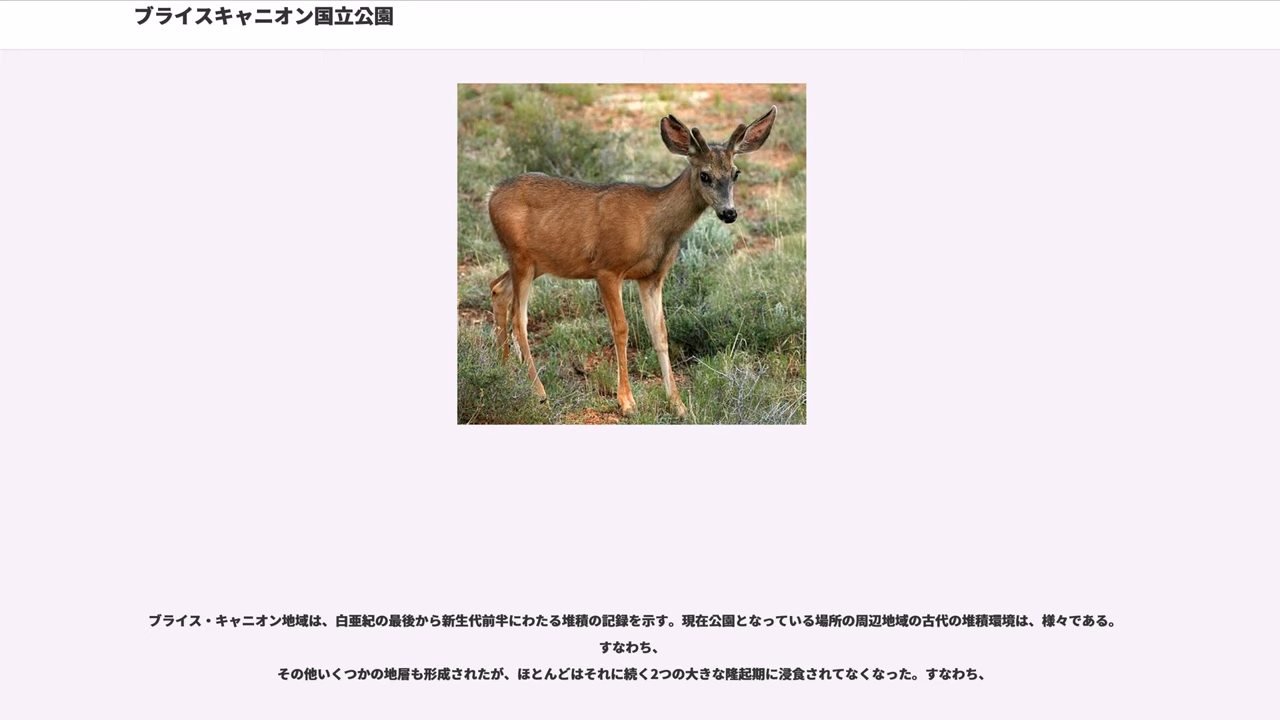 ブライスキャニオン国立公園
ブライス・キャニオン地域は、白亜紀の最後から新生代前半にわたる堆積の記録を示す。現在公園となっている場所の周辺地域の古代の堆積環境は、様々である。
すなわち、
その他いくつかの地層も形成されたが、ほとんどはそれに続く2つの大きな隆起期に浸食されてなくなった。すなわち、